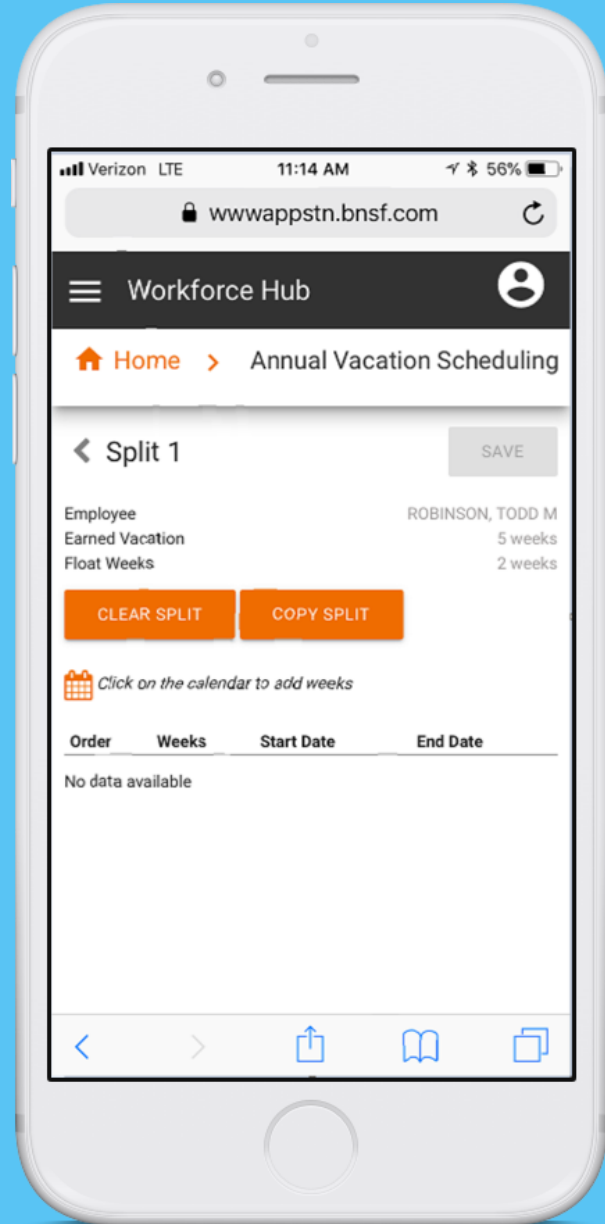 Verizon LTE 11:14 AM 56%
wwwappstn.bnsf.com
Workforce Hub
Home > Annual Vacation Scheduling
Split 1 SAVE
Employee ROBINSON, TODD M
Earned Vacation 5 weeks
Float Weeks 2 weeks
CLEAR SPLIT COPY SPLIT
Click on the calendar to add weeks
Order Weeks Start Date End Date
No data available